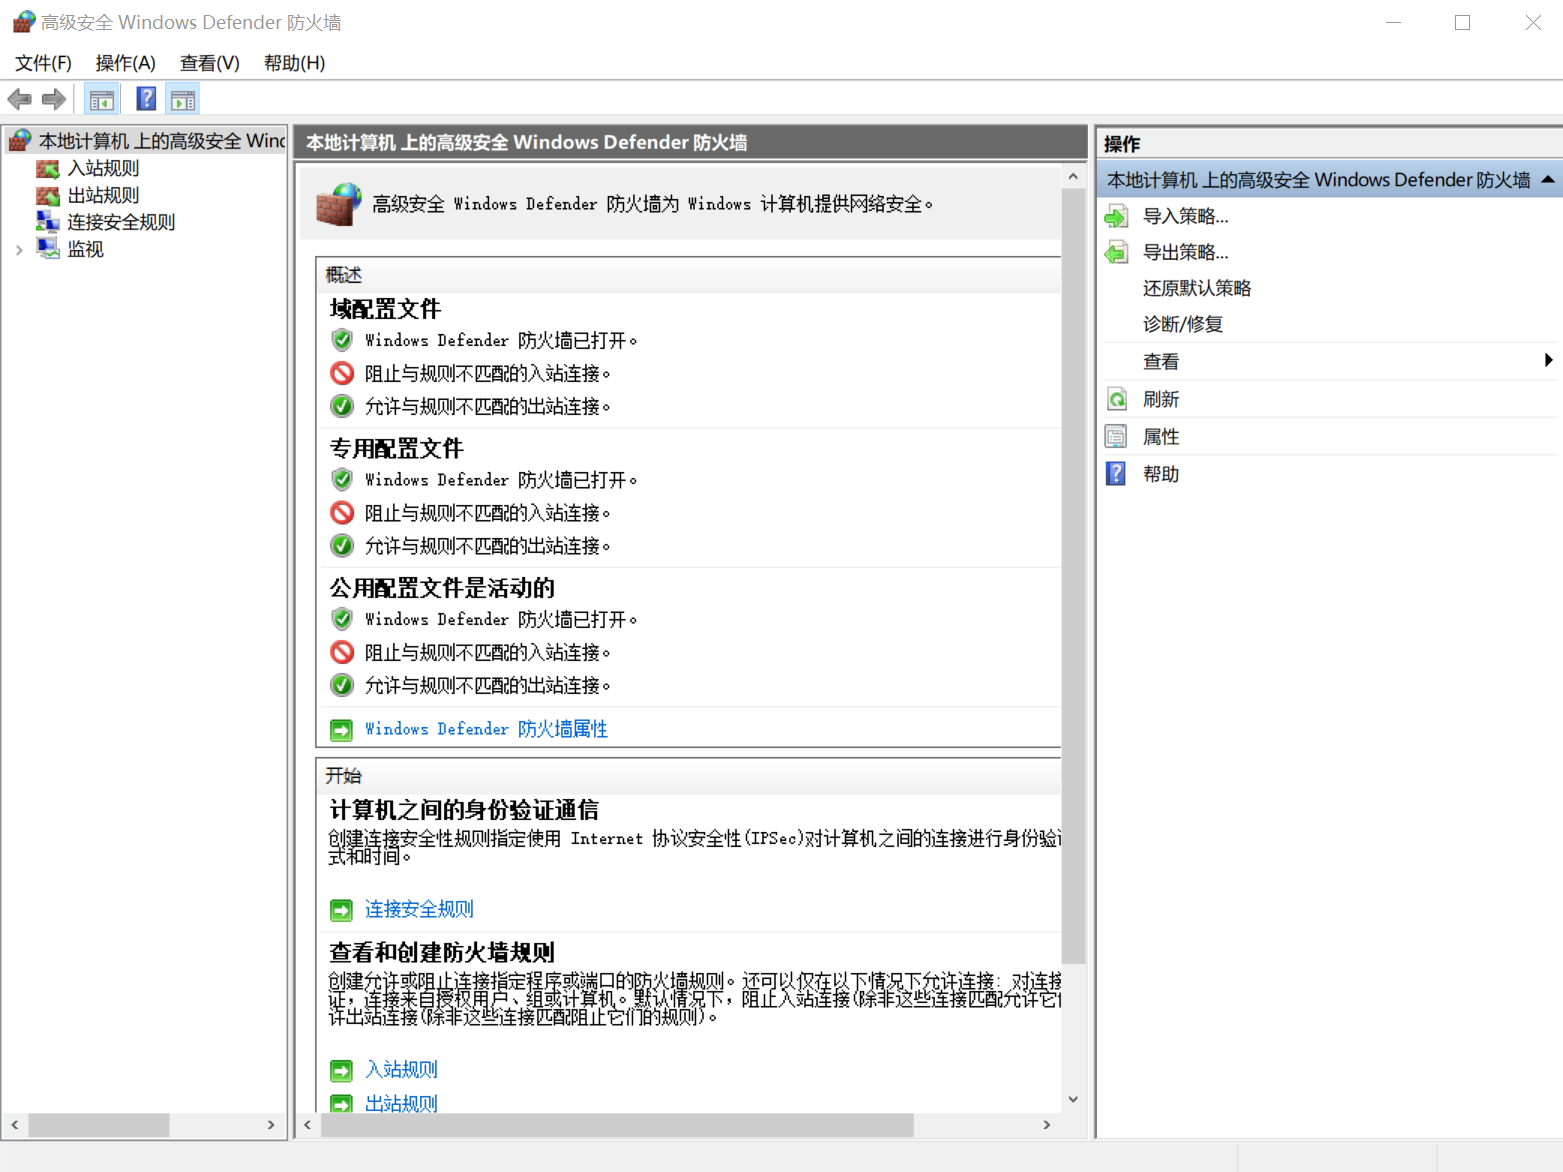 高级安全 Windows Defender 防火墙
文件(F) 操作(A) 查看(V) 帮助(H)
本地计算机 上的高级安全 Wind
入站规则
出站规则
连接安全规则
监视
本地计算机 上的高级安全 Windows Defender 防火墙
高级安全 Windows Defender 防火墙为 Windows 计算机提供网络安全。
概述
域配置文件
Windows Defender 防火墙已打开。
阻止与规则不匹配的入站连接。
允许与规则不匹配的出站连接。
专用配置文件
Windows Defender 防火墙已打开。
阻止与规则不匹配的入站连接。
允许与规则不匹配的出站连接。
公用配置文件是活动的
Windows Defender 防火墙已打开。
阻止与规则不匹配的入站连接。
允许与规则不匹配的出站连接。
Windows Defender 防火墙属性
开始
计算机之间的身份验证通信
创建连接安全性规则指定使用 Internet 协议安全性(IPSec)对计算机之间的连接进行身份验
式和时间。
连接安全规则
查看和创建防火墙规则
创建允许或阻止连接指定程序或端口的防火墙规则。还可以仅在以下情况下允许连接: 对连接
证，连接来自授权用户、组或计算机。默认情况下，阻止入站连接(除非这些连接匹配允许它
许出站连接(除非这些连接匹配阻止它们的规则)。
入站规则
出站规则
操作
本地计算机 上的高级安全 Windows Defender 防火墙
导入策略...
导出策略...
还原默认策略
诊断/修复
查看
刷新
属性
帮助